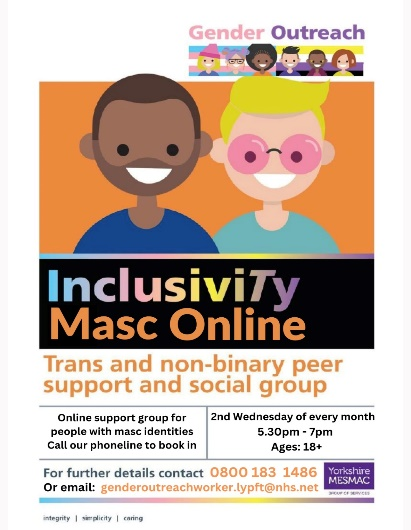 Gender Outreach
InclusiviTy
Masc Online
Trans and non-binary peer
support and social group
Online support group for
people with masc identities
Call our phoneline to book in
2nd Wednesday of every month
5.30pm - 7pm
Ages: 18+
For further details contact 0800 183 1486
Or email: genderoutreachworker.lypft@nhs.net
Yorkshire
MESMAC
GROUP OF SERVICES
integrity | simplicity | caring